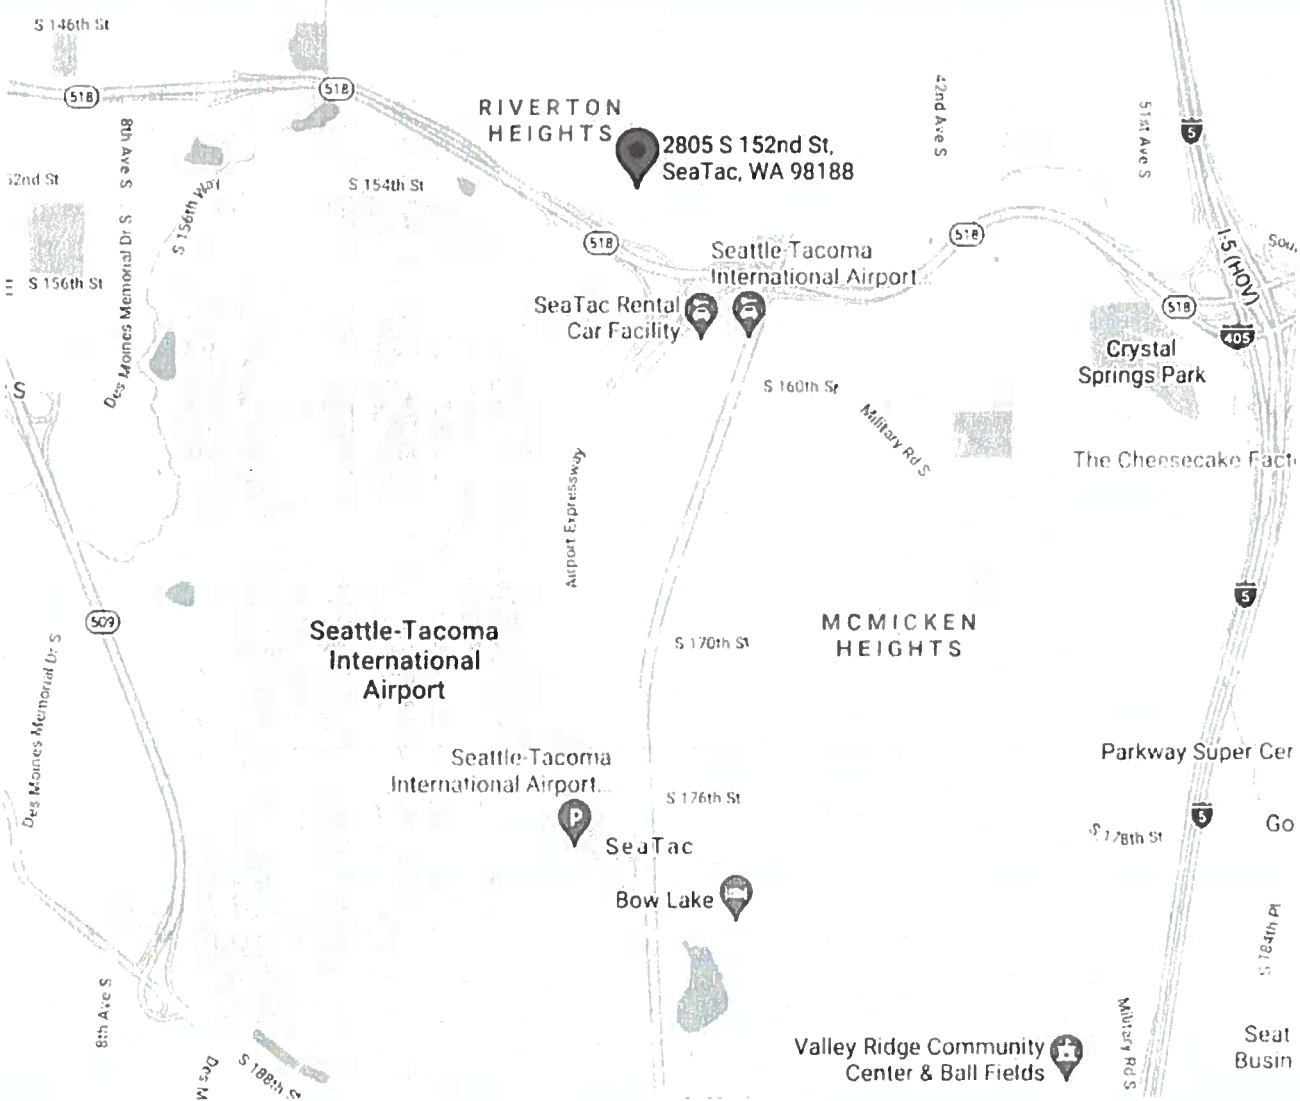 S 146th St
518
518
RIVERTON
HEIGHTS
2805 S 152nd St,
SeaTac, WA 98188
42nd Ave S
51st Ave S
5
8th Ave S
52nd St
S 156th Way
S 154th St
Des Moines Memorial Dr S
518
Seattle-Tacoma
International Airport...
518
I-5 (HOV)
Sou
S 156th St
SeaTac Rental
Car Facility
518
405
Crystal
Springs Park
S
S 160th St
Military Rd S
The Cheesecake Fact
Airport Expressway
5
509
Seattle-Tacoma
International
Airport
S 170th St
MCMICKEN
HEIGHTS
Des Moines Memorial Dr S
Seattle-Tacoma
International Airport...
P
S 176th St
SeaTac
Parkway Super Cer
5
S 178th St
Go
Bow Lake
S 184th Pl
8th Ave S
Des M
S 188th St
Valley Ridge Community
Center & Ball Fields
Military Rd S
Seat
Busin